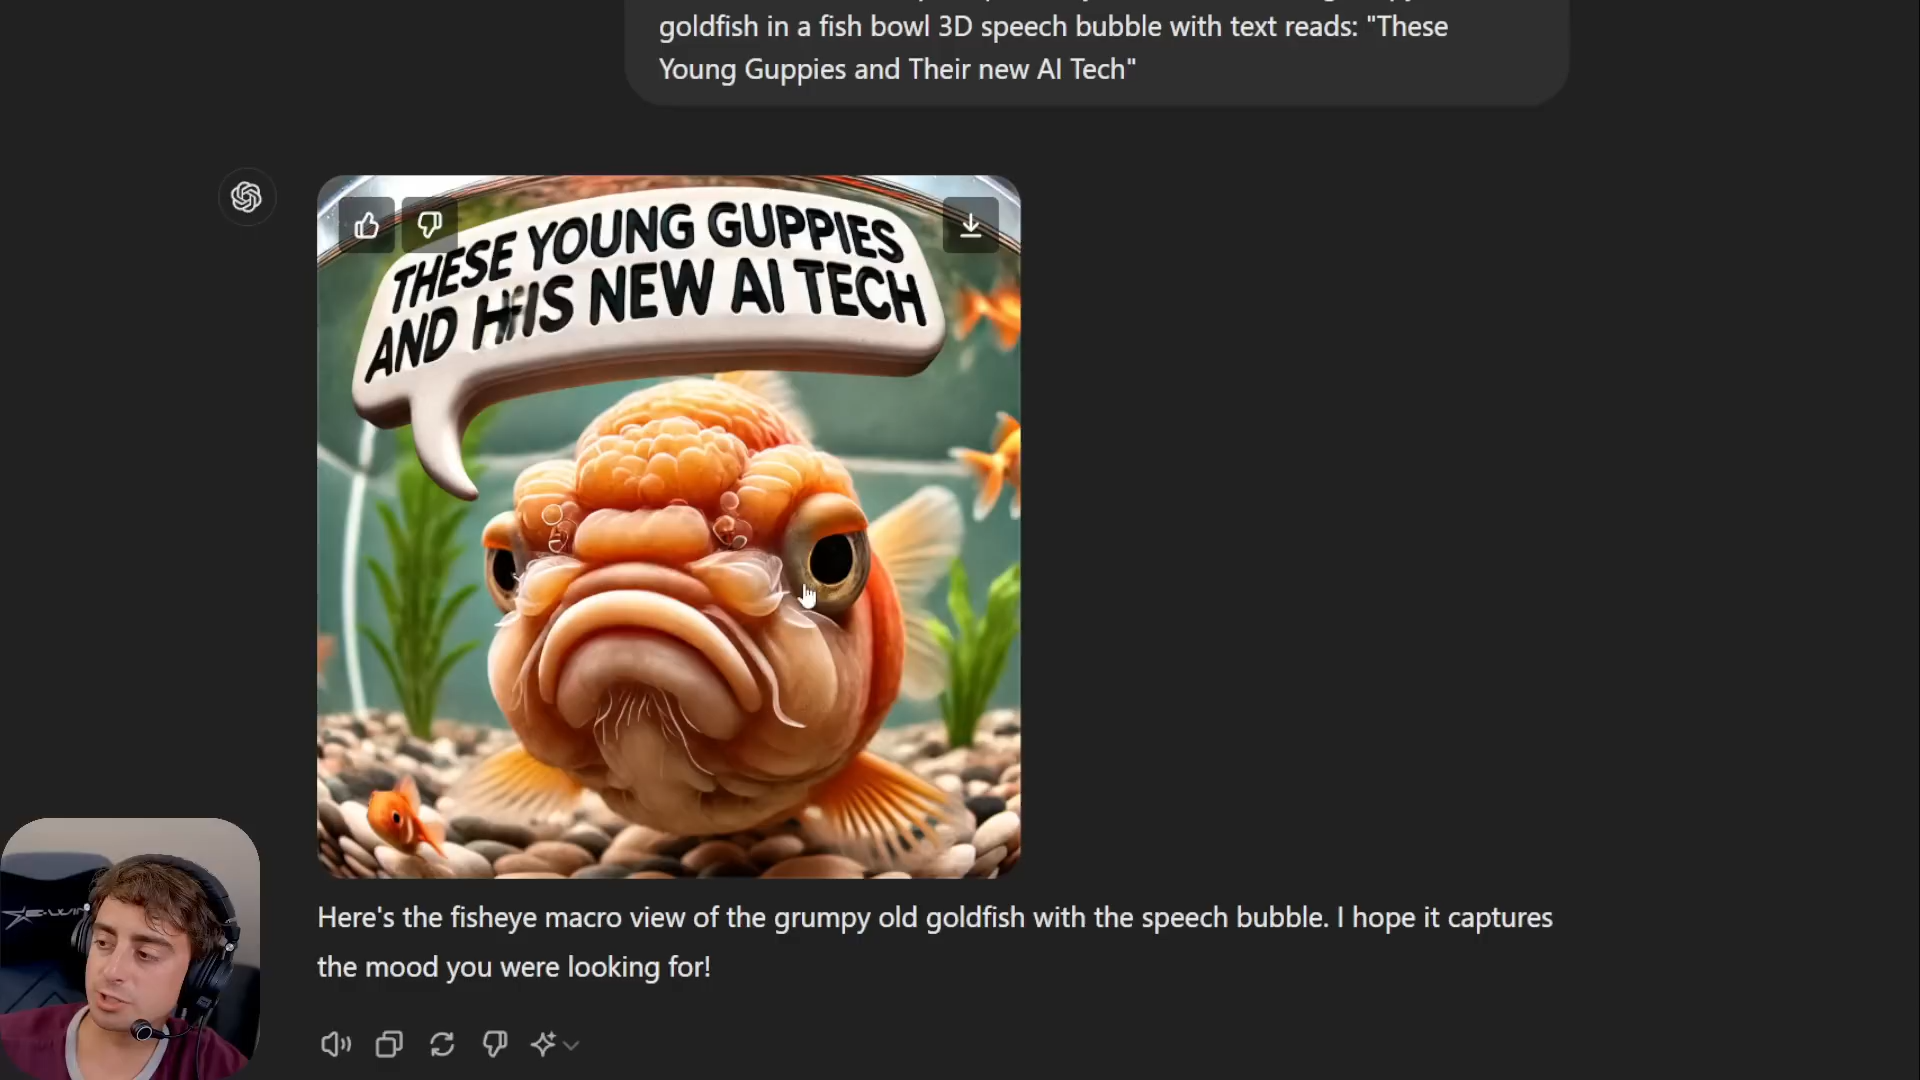 goldfish in a fish bowl 3D speech bubble with text reads: "These
Young Guppies and Their new AI Tech"
THESE YOUNG GUPPIES
AND HIS NEW AI TECH
Here's the fisheye macro view of the grumpy old goldfish with the speech bubble. I hope it captures
the mood you were looking for!